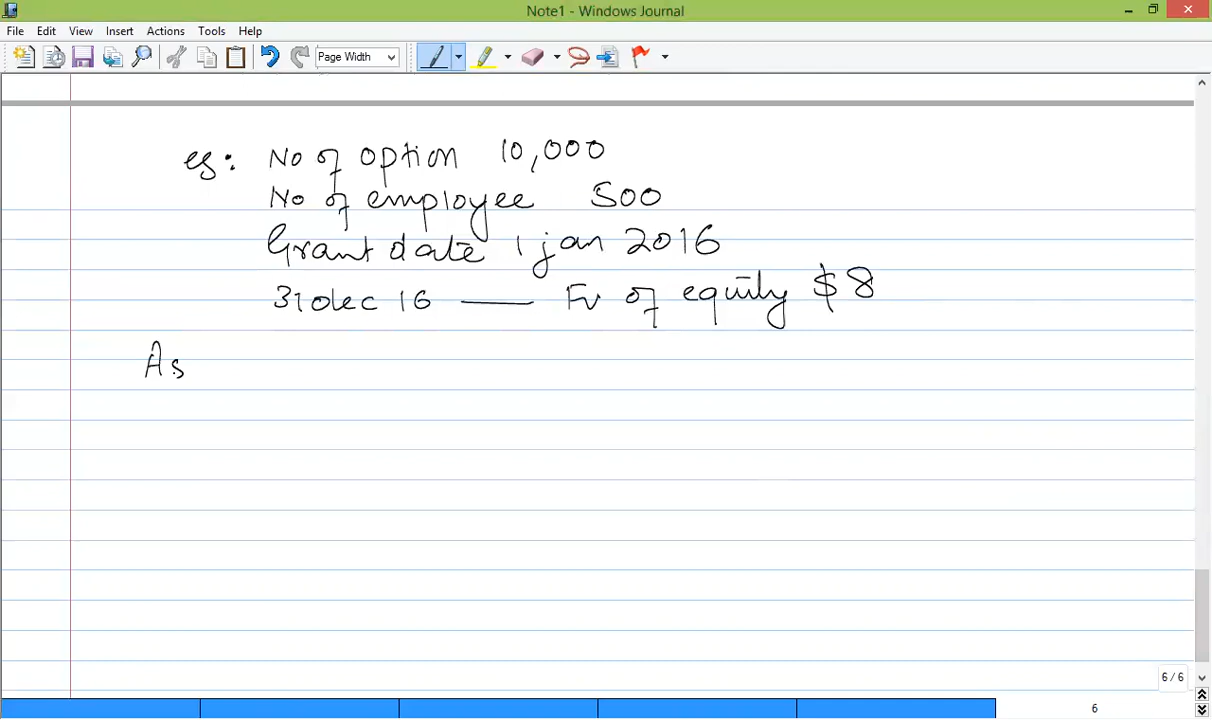 Note1 - Windows Journal
File Edit View Insert Actions Tools Help
Page Width
eg: No of option 10,000
No of employee 500
Grant date 1 jan 2016
31 dec 16 —— Fv of equity $8
As
6 / 6
6